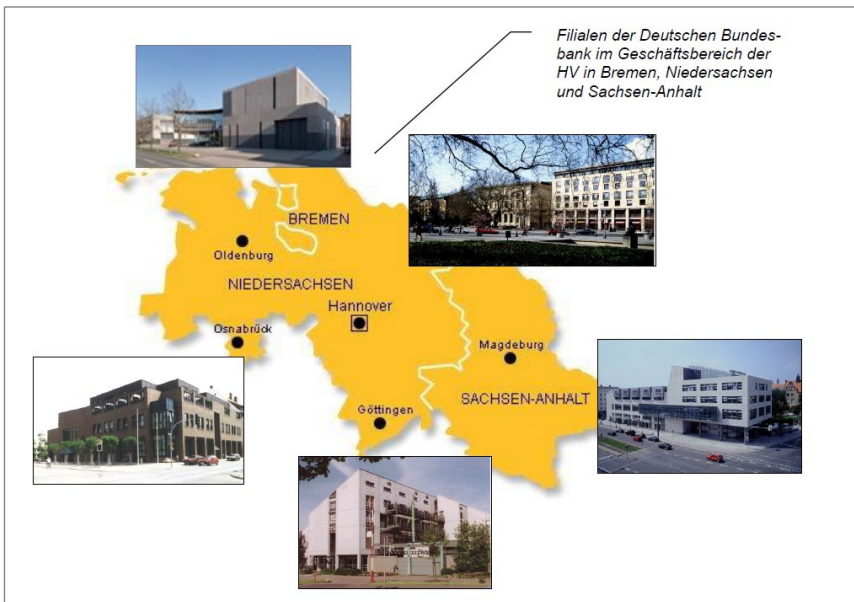 Filialen der Deutschen Bundes-
bank im Geschäftsbereich der
HV in Bremen, Niedersachsen
und Sachsen-Anhalt
BREMEN
Oldenburg
NIEDERSACHSEN
Hannover
Osnabrück
Magdeburg
SACHSEN-ANHALT
Göttingen